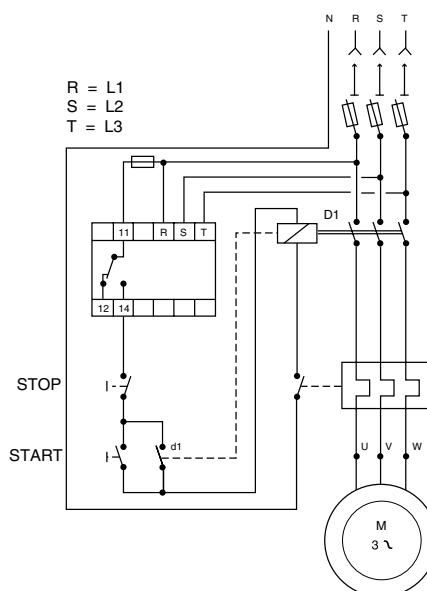 N R S T
R = L1
S = L2
T = L3
D1
11 R S T
12 14
STOP
START
d1
U V W
M
3 ~